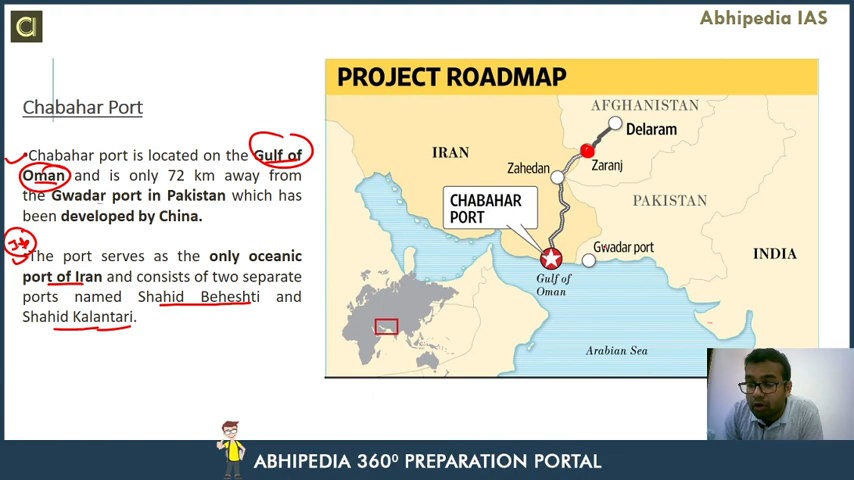 Abhipedia IAS
Chabahar Port
•Chabahar port is located on the Gulf of
Oman and is only 72 km away from
the Gwadar port in Pakistan which has
been developed by China.
The port serves as the only oceanic
port of Iran and consists of two separate
ports named Shahid Beheshti and
Shahid Kalantari.
PROJECT ROADMAP
AFGHANISTAN
Delaram
IRAN
Zaranj
Zahedan
CHABAHAR
PORT
PAKISTAN
Gwadar port
INDIA
Gulf of
Oman
Arabian Sea
ABHIPEDIA 360⁰ PREPARATION PORTAL